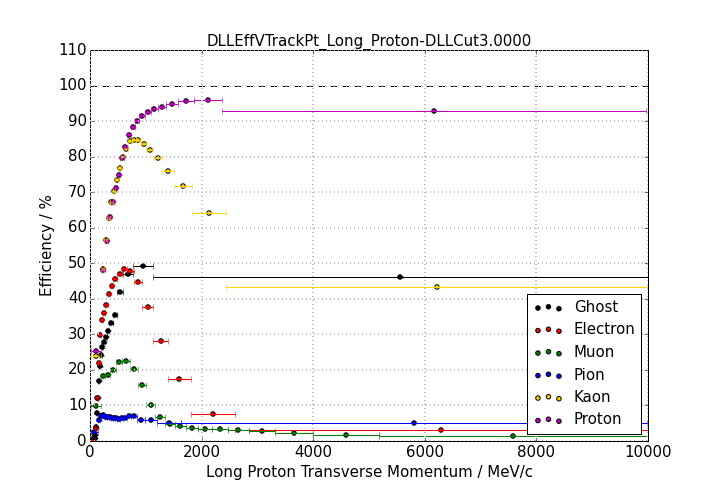 DLLEffVTrackPt_Long_Proton-DLLCut3.0000
110
100
90
80
70
60
50
40
30
20
10
0
Efficiency / %
0 2000 4000 6000 8000 10000
Long Proton Transverse Momentum / MeV/c
Ghost
Electron
Muon
Pion
Kaon
Proton